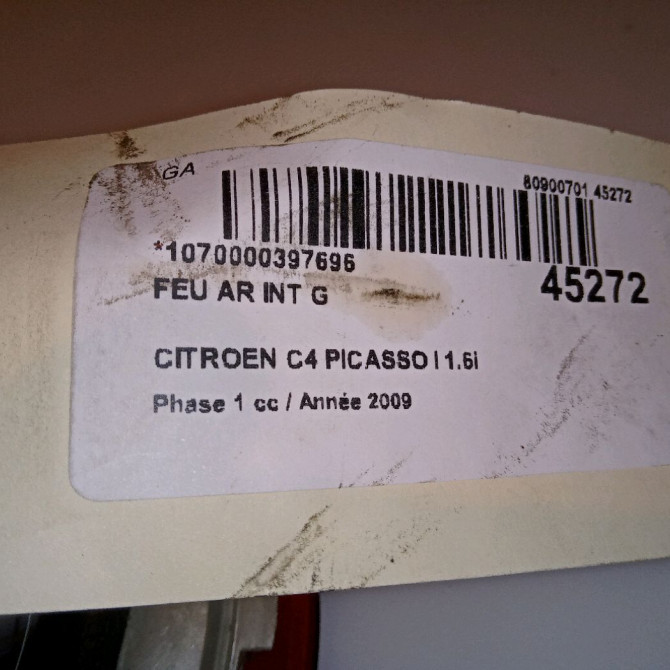 GA
80900701 45272
*1070000397696
45272
FEU AR INT G
CITROEN C4 PICASSO I 1.6i
Phase 1 cc / Année 2009